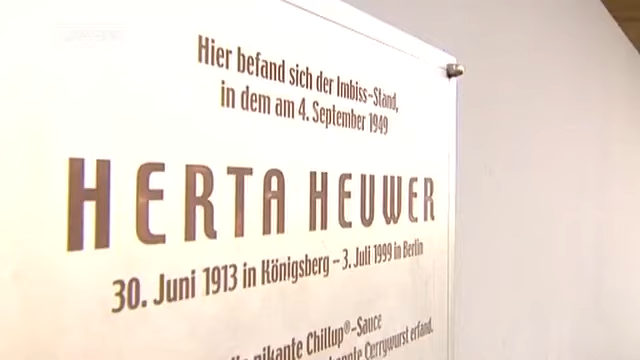 Hier befand sich der Imbiss-Stand,
in dem am 4. September 1949
HERTA HEUWER
30. Juni 1913 in Königsberg – 3. Juli 1999 in Berlin
pikante Chillup®-Sauce
Currywurst erfand.